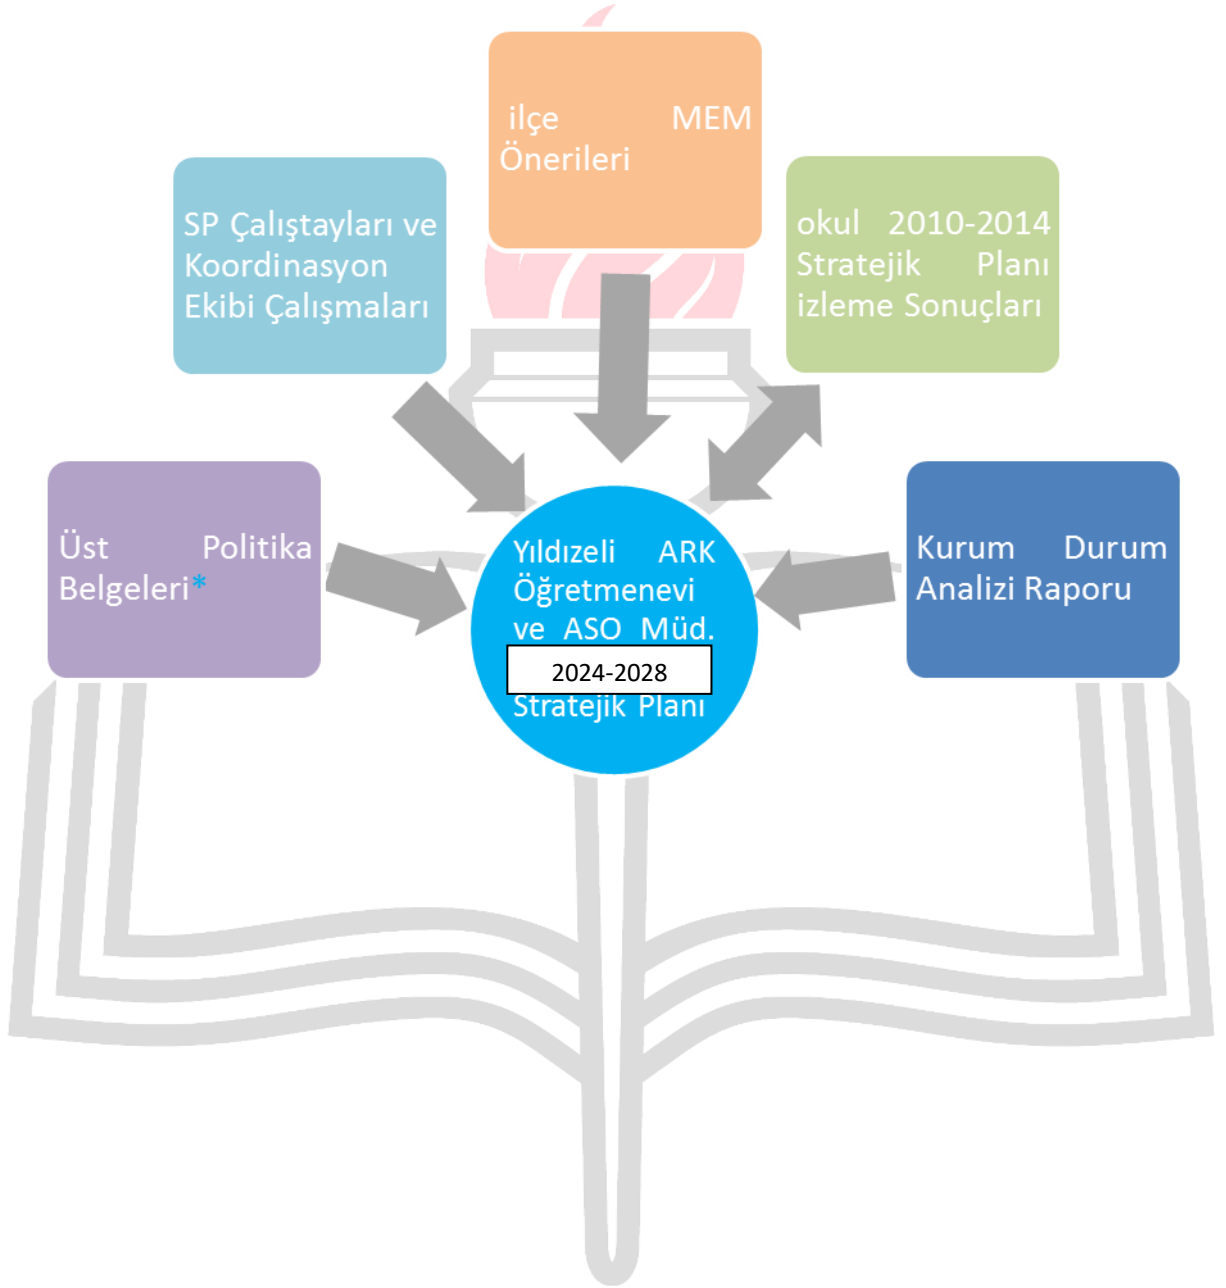 ilçe MEM
Önerileri
SP Çalıştayları ve
Koordinasyon
Ekibi Çalışmaları
okul 2010-2014
Stratejik Planı
izleme Sonuçları
Üst Politika
Belgeleri*
Yıldızeli ARK
Öğretmenevi
ve ASO Müd.
2024-2028
Stratejik Planı
Kurum Durum
Analizi Raporu